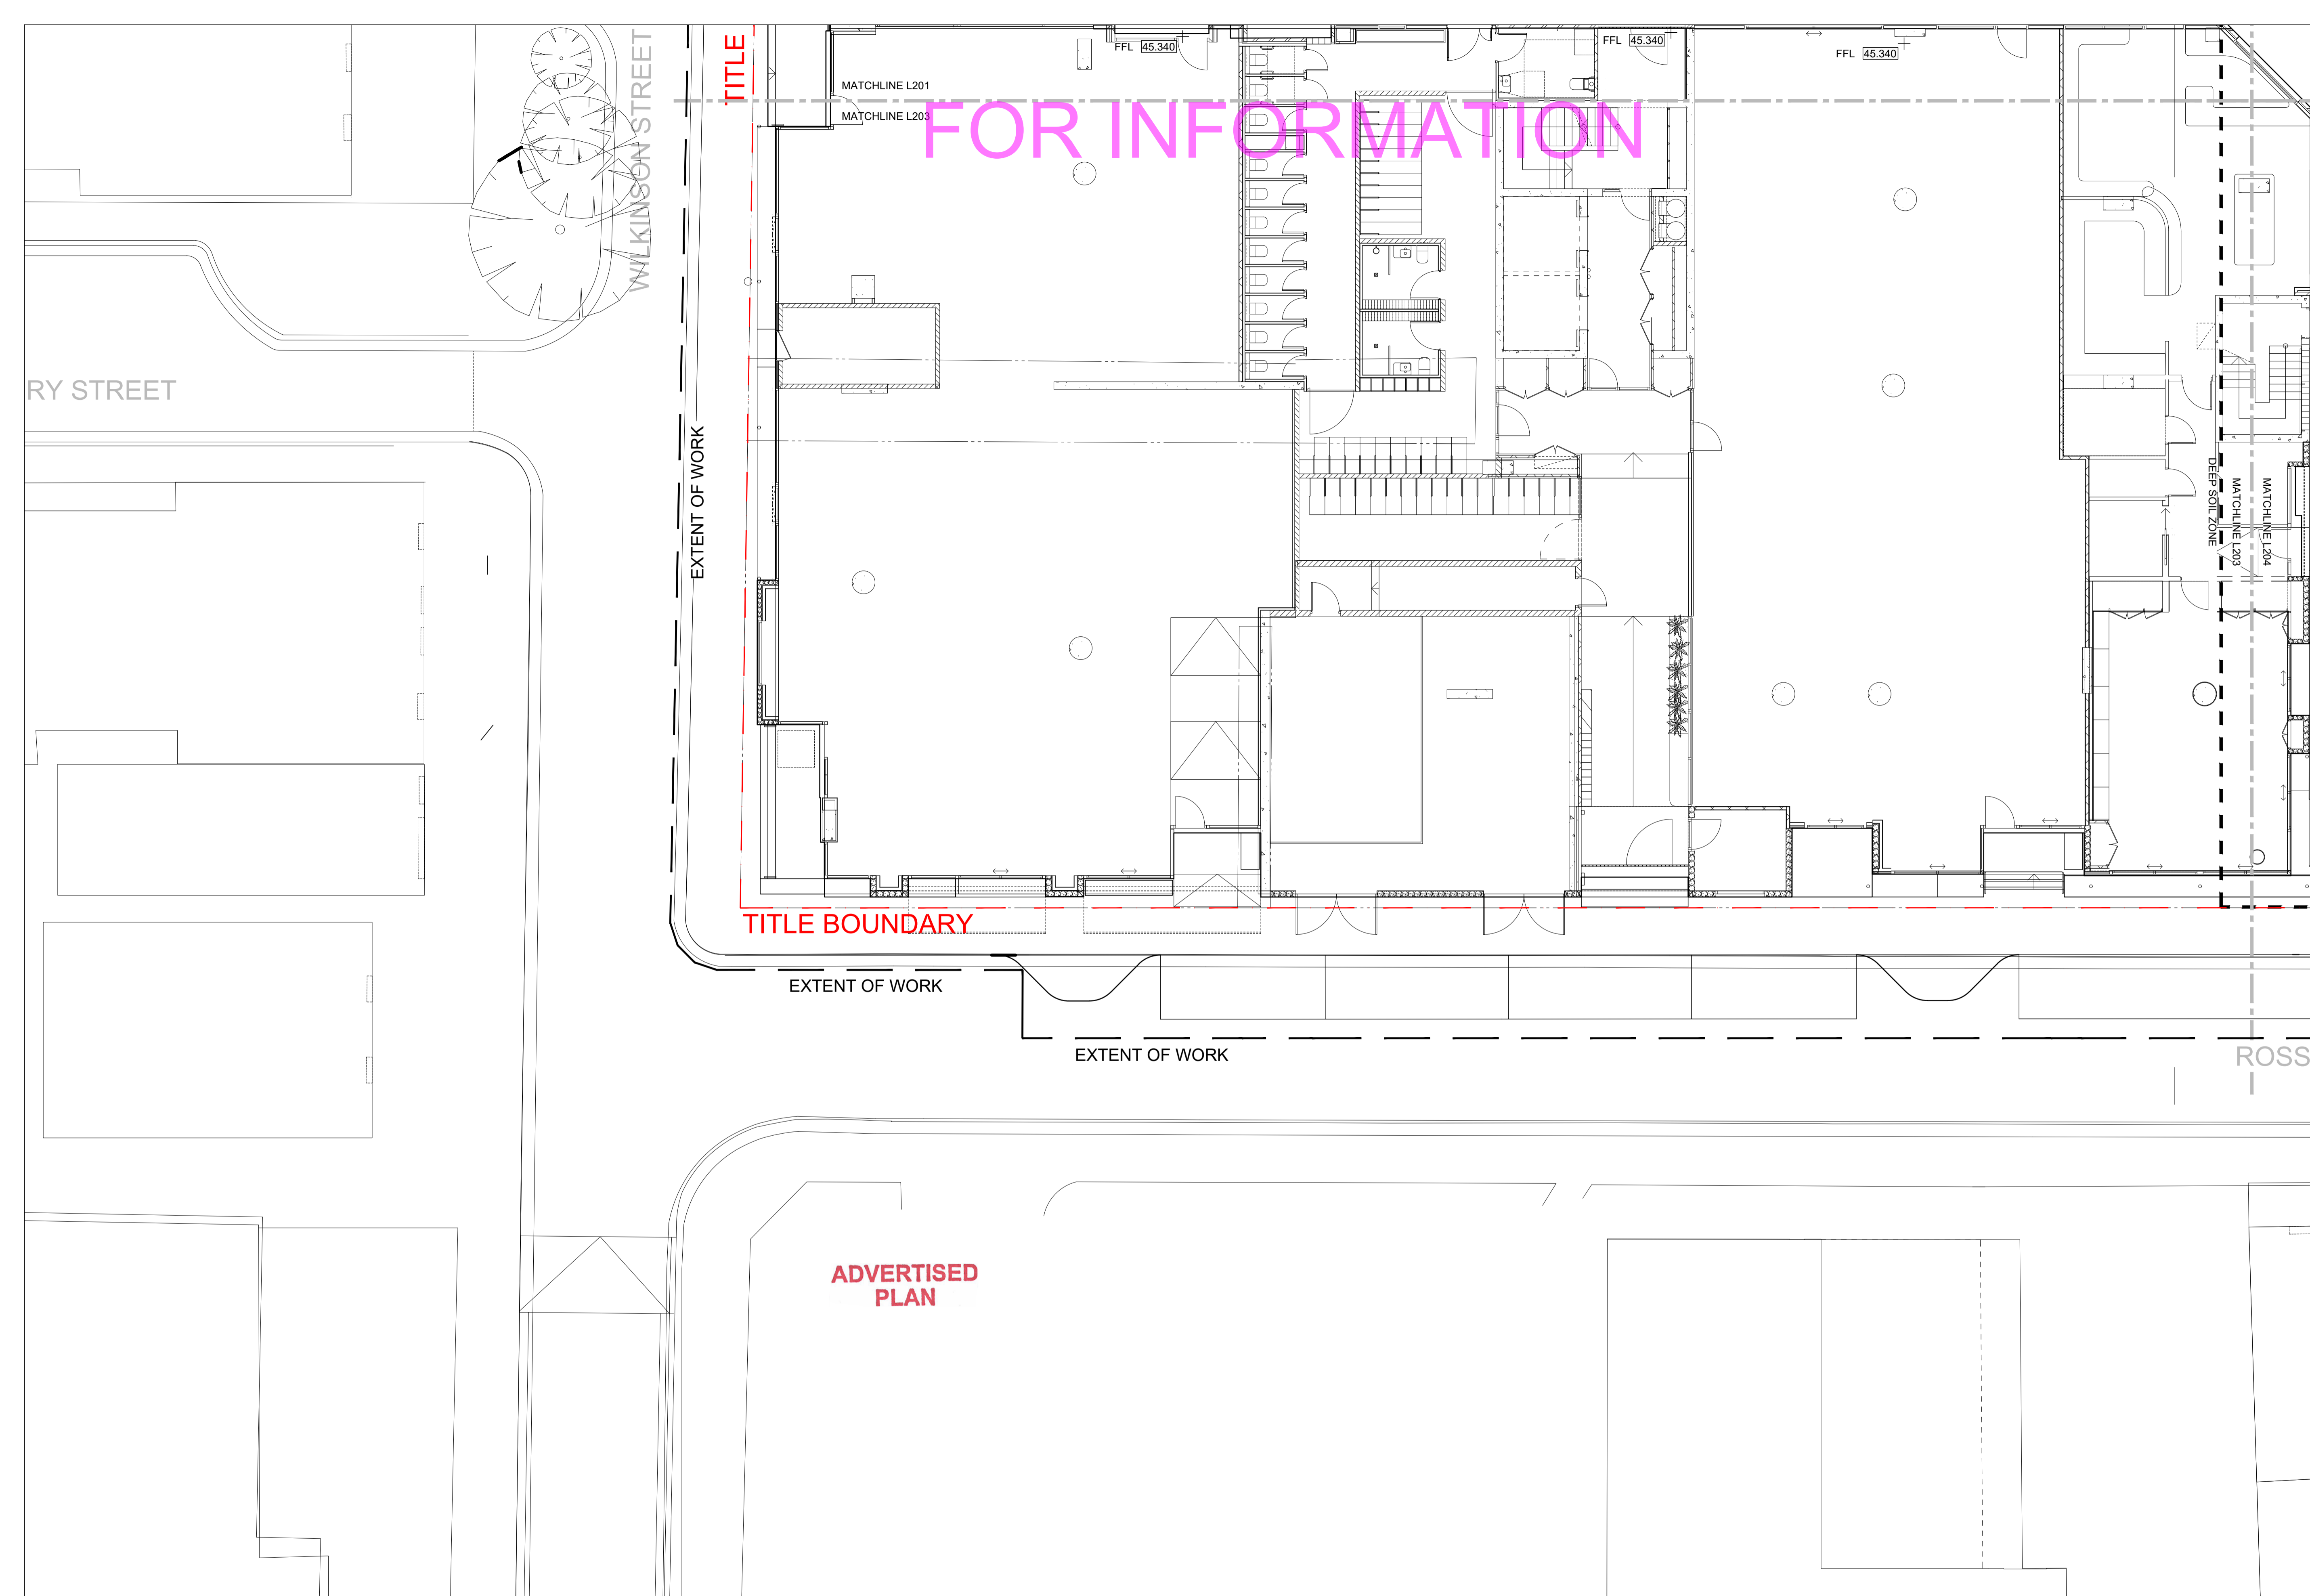 WILKINSON STREET
TITLE
FFL 45.340
FFL 45.340
FFL 45.340
MATCHLINE L201
MATCHLINE L203
FOR INFORMATION
RY STREET
EXTENT OF WORK
DEEP SOIL ZONE
MATCHLINE L203
MATCHLINE L204
TITLE BOUNDARY
EXTENT OF WORK
EXTENT OF WORK
ROSS
ADVERTISED
PLAN